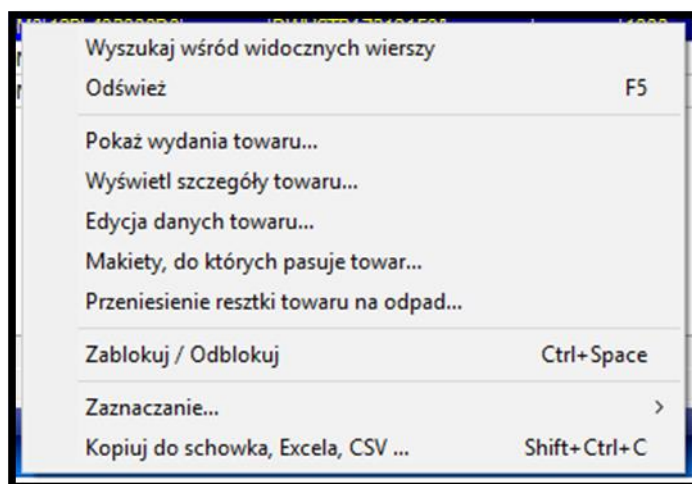 Wyszukaj wśród widocznych wierszy
Odśwież F5
Pokaż wydania towaru...
Wyświetl szczegóły towaru...
Edycja danych towaru...
Makiety, do których pasuje towar...
Przeniesienie resztki towaru na odpad...
Zablokuj / Odblokuj Ctrl+Space
Zaznaczanie... >
Kopiuj do schowka, Excela, CSV ... Shift+Ctrl+C